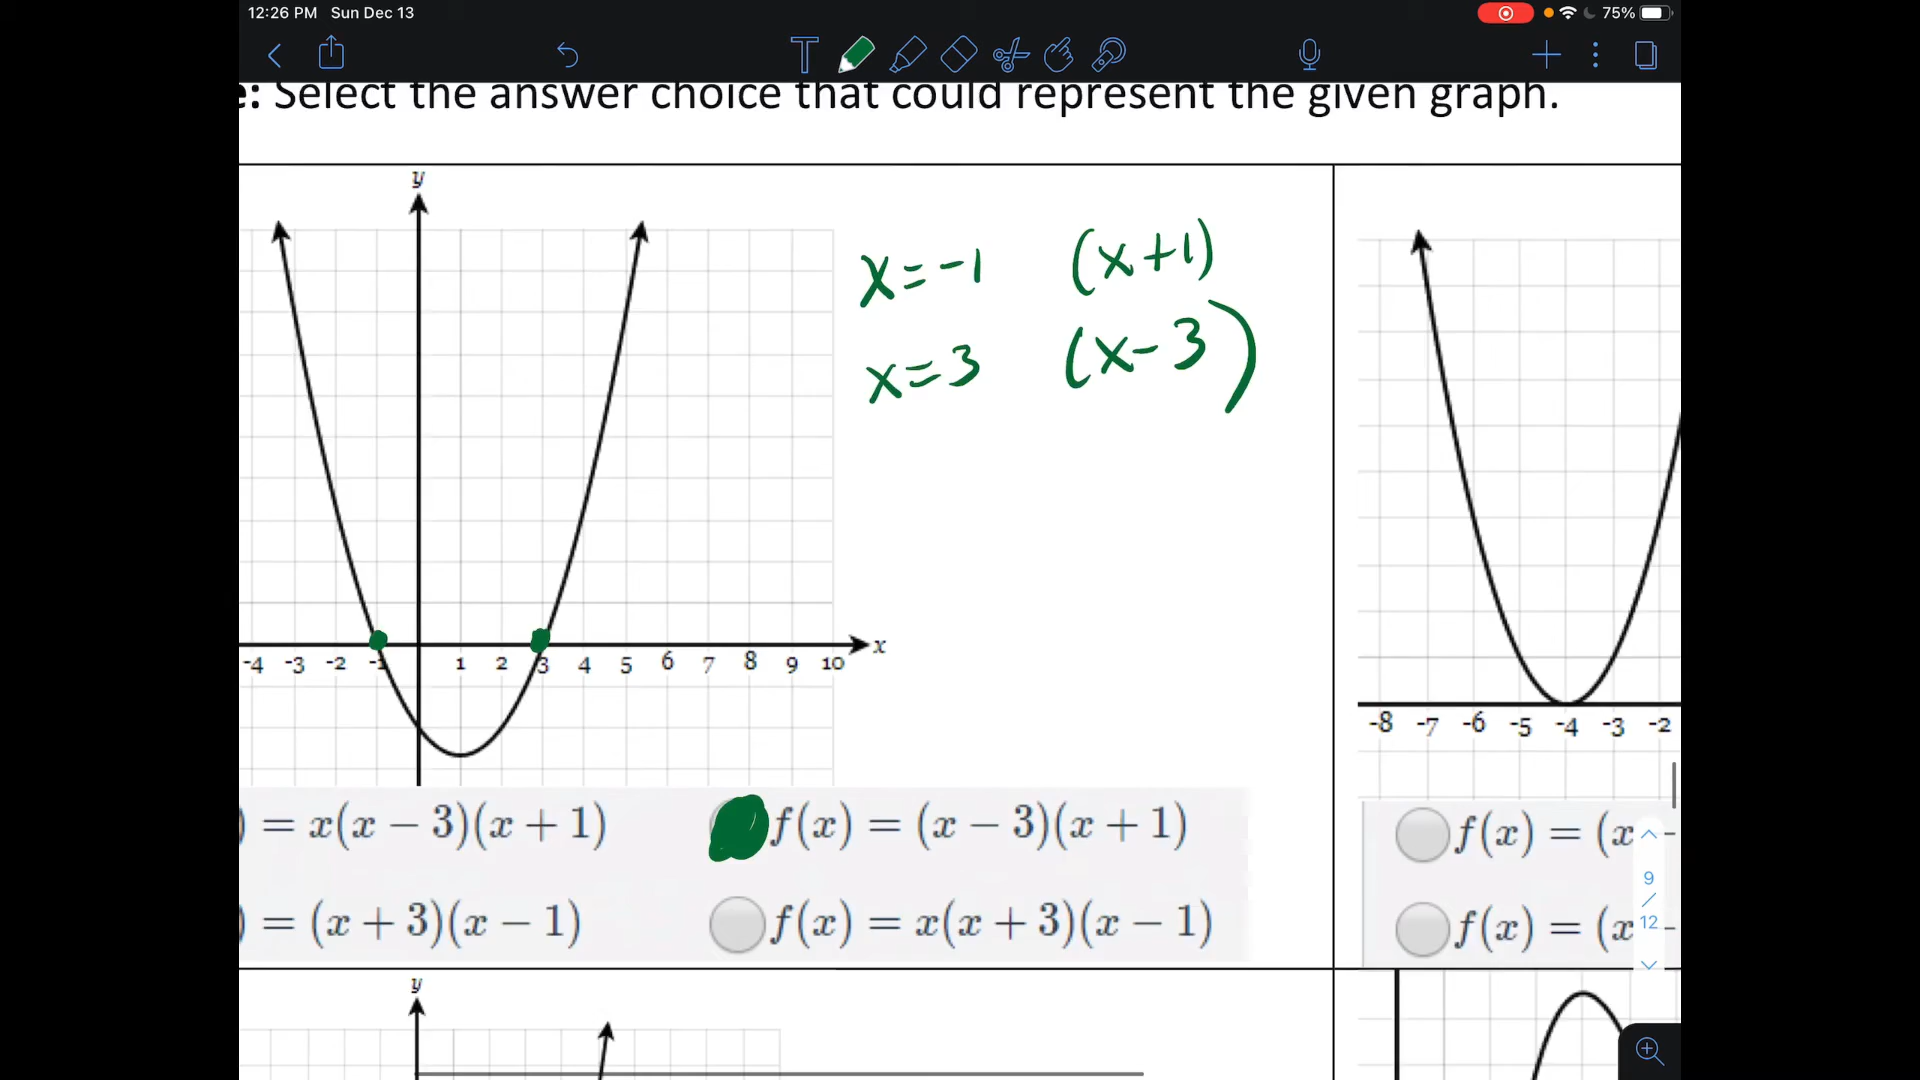 12:26 PM Sun Dec 13
75%
e: Select the answer choice that could represent the given graph.
y
x = -1 (x+1)
x = 3 (x-3)
x
-4 -3 -2 -1 1 2 3 4 5 6 7 8 9 10
-8 -7 -6 -5 -4 -3 -2
) = x(x − 3)(x + 1)
f(x) = (x − 3)(x + 1)
) = (x + 3)(x − 1)
f(x) = x(x + 3)(x − 1)
f(x) = (x −
f(x) = (x −
9
/
12
y